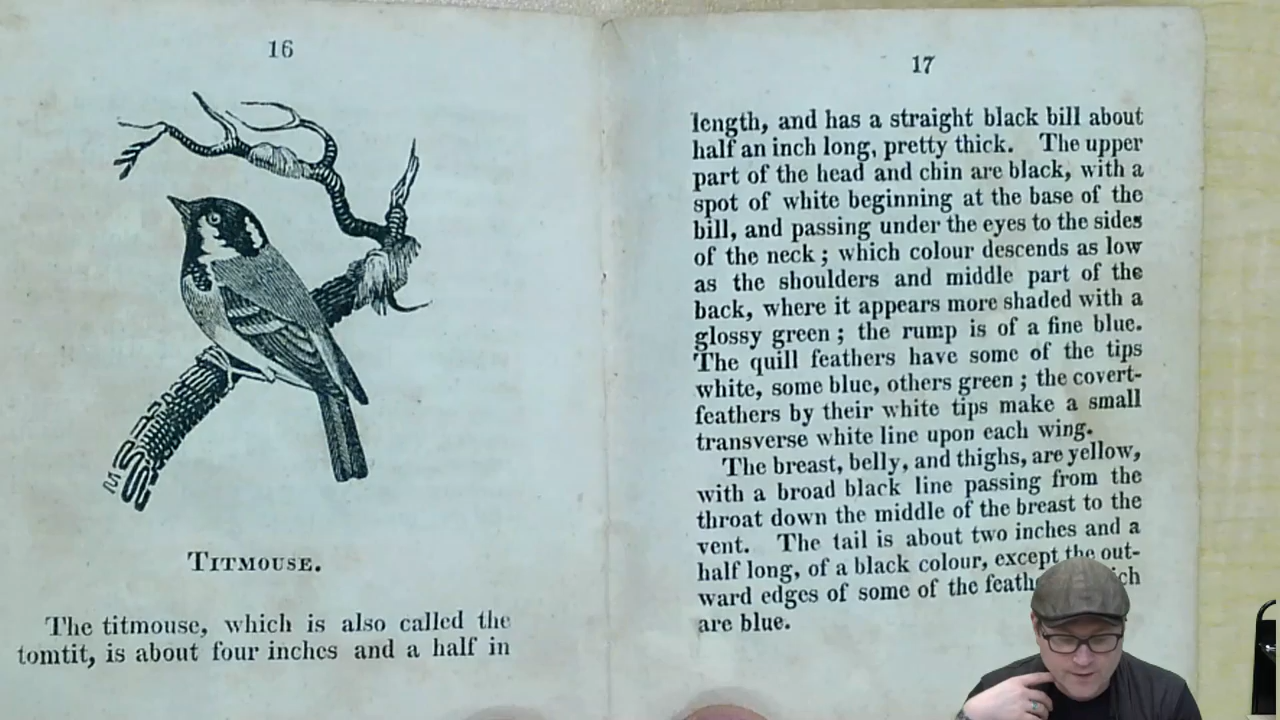 16
TITMOUSE.
The titmouse, which is also called the
tomtit, is about four inches and a half in
17
length, and has a straight black bill about
half an inch long, pretty thick. The upper
part of the head and chin are black, with a
spot of white beginning at the base of the
bill, and passing under the eyes to the sides
of the neck ; which colour descends as low
as the shoulders and middle part of the
back, where it appears more shaded with a
glossy green ; the rump is of a fine blue.
The quill feathers have some of the tips
white, some blue, others green ; the covert-
feathers by their white tips make a small
transverse white line upon each wing.
The breast, belly, and thighs, are yellow,
with a broad black line passing from the
throat down the middle of the breast to the
vent. The tail is about two inches and a
half long, of a black colour, except the out-
ward edges of some of the
are blue.